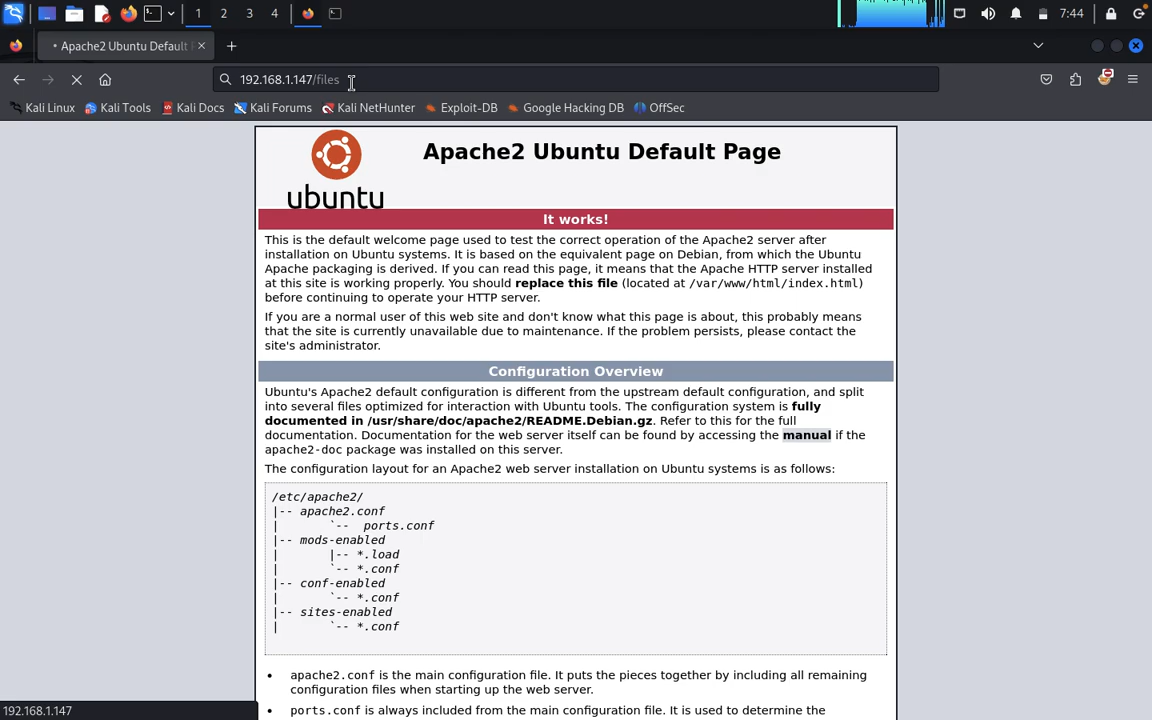 1 2 3 4 7:44
Apache2 Ubuntu Default P
192.168.1.147/files
Kali Linux Kali Tools Kali Docs Kali Forums Kali NetHunter Exploit-DB Google Hacking DB OffSec
ubuntu
Apache2 Ubuntu Default Page
It works!
This is the default welcome page used to test the correct operation of the Apache2 server after
installation on Ubuntu systems. It is based on the equivalent page on Debian, from which the Ubuntu
Apache packaging is derived. If you can read this page, it means that the Apache HTTP server installed
at this site is working properly. You should replace this file (located at /var/www/html/index.html)
before continuing to operate your HTTP server.
If you are a normal user of this web site and don't know what this page is about, this probably means
that the site is currently unavailable due to maintenance. If the problem persists, please contact the
site's administrator.
Configuration Overview
Ubuntu's Apache2 default configuration is different from the upstream default configuration, and split
into several files optimized for interaction with Ubuntu tools. The configuration system is fully
documented in /usr/share/doc/apache2/README.Debian.gz. Refer to this for the full
documentation. Documentation for the web server itself can be found by accessing the manual if the
apache2-doc package was installed on this server.
The configuration layout for an Apache2 web server installation on Ubuntu systems is as follows:
/etc/apache2/
|-- apache2.conf
|       `--  ports.conf
|-- mods-enabled
|       |-- *.load
|       `-- *.conf
|-- conf-enabled
|       `-- *.conf
|-- sites-enabled
|       `-- *.conf
• apache2.conf is the main configuration file. It puts the pieces together by including all remaining
configuration files when starting up the web server.
• ports.conf is always included from the main configuration file. It is used to determine the
192.168.1.147